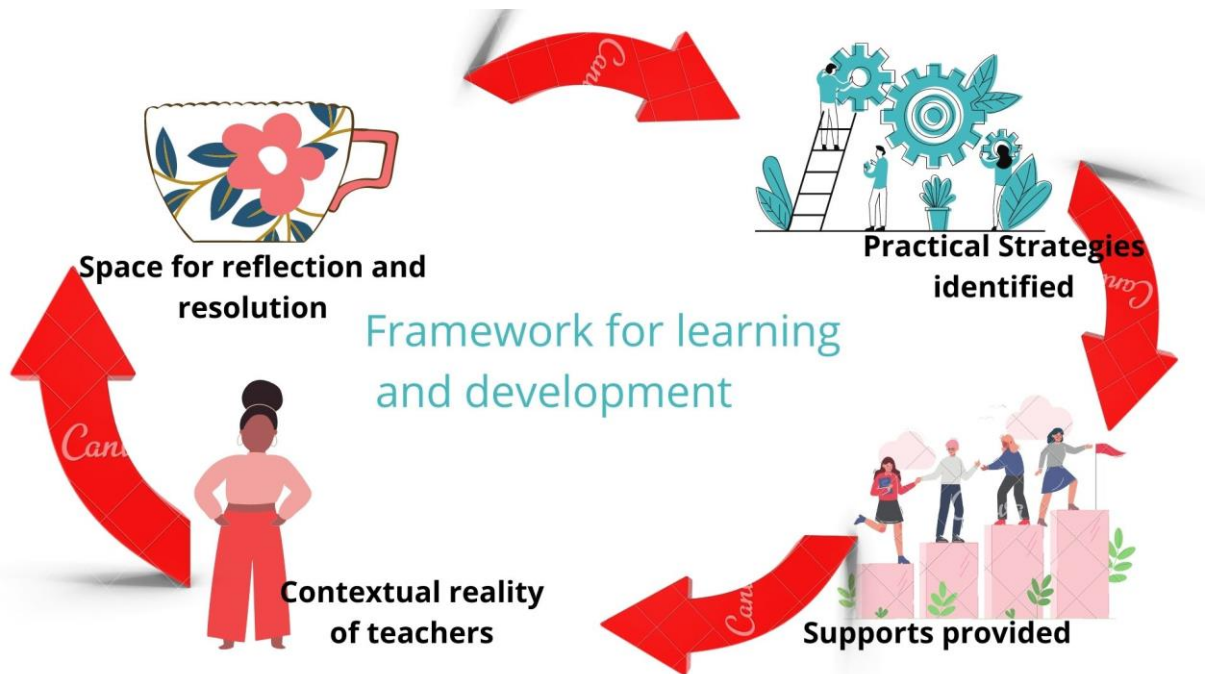 Space for reflection and
resolution
Practical Strategies
identified
Framework for learning
and development
Contextual reality
of teachers
Supports provided